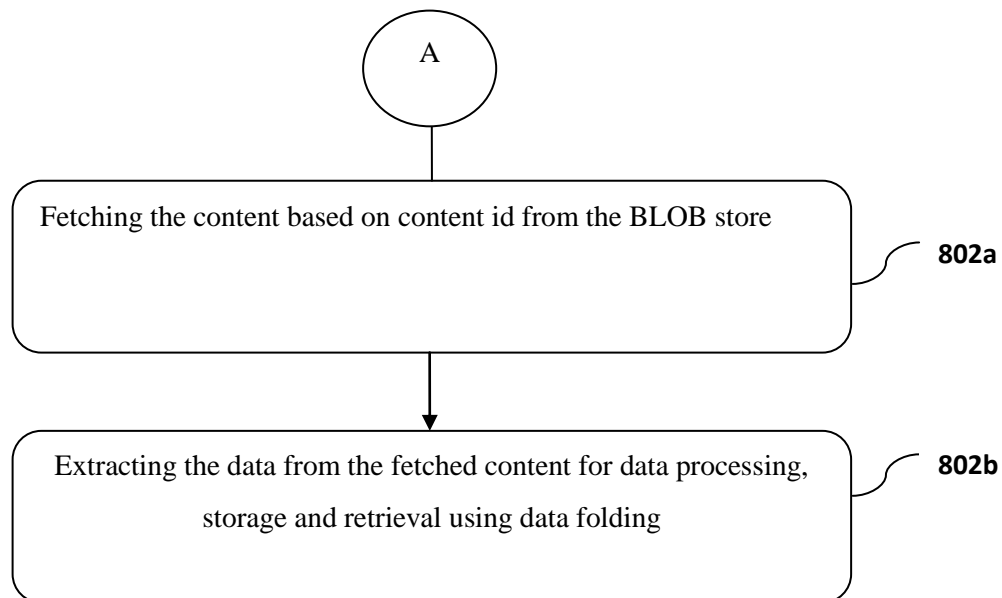 A
Fetching the content based on content id from the BLOB store
802a
Extracting the data from the fetched content for data processing,
storage and retrieval using data folding
802b